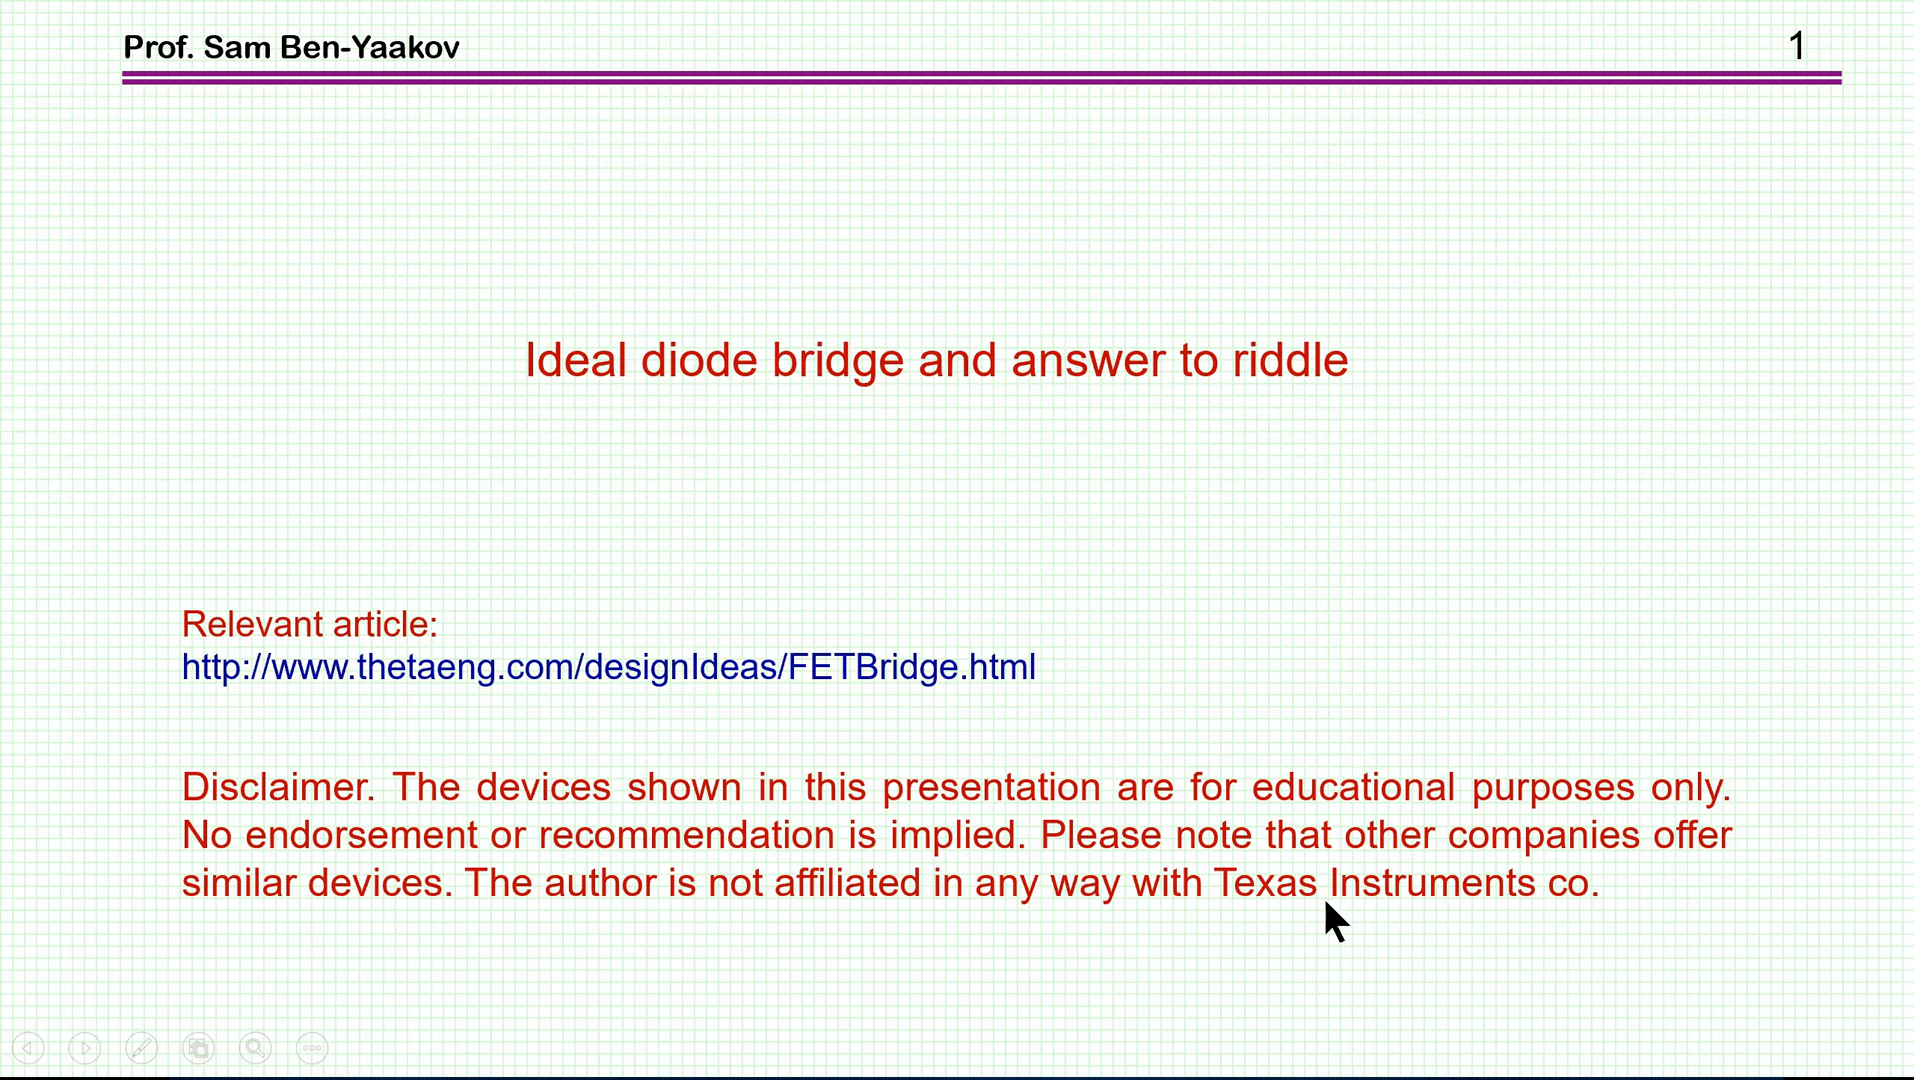 Prof. Sam Ben-Yaakov
1
Ideal diode bridge and answer to riddle
Relevant article:
http://www.thetaeng.com/designIdeas/FETBridge.html
Disclaimer. The devices shown in this presentation are for educational purposes only.
No endorsement or recommendation is implied. Please note that other companies offer
similar devices. The author is not affiliated in any way with Texas Instruments co.